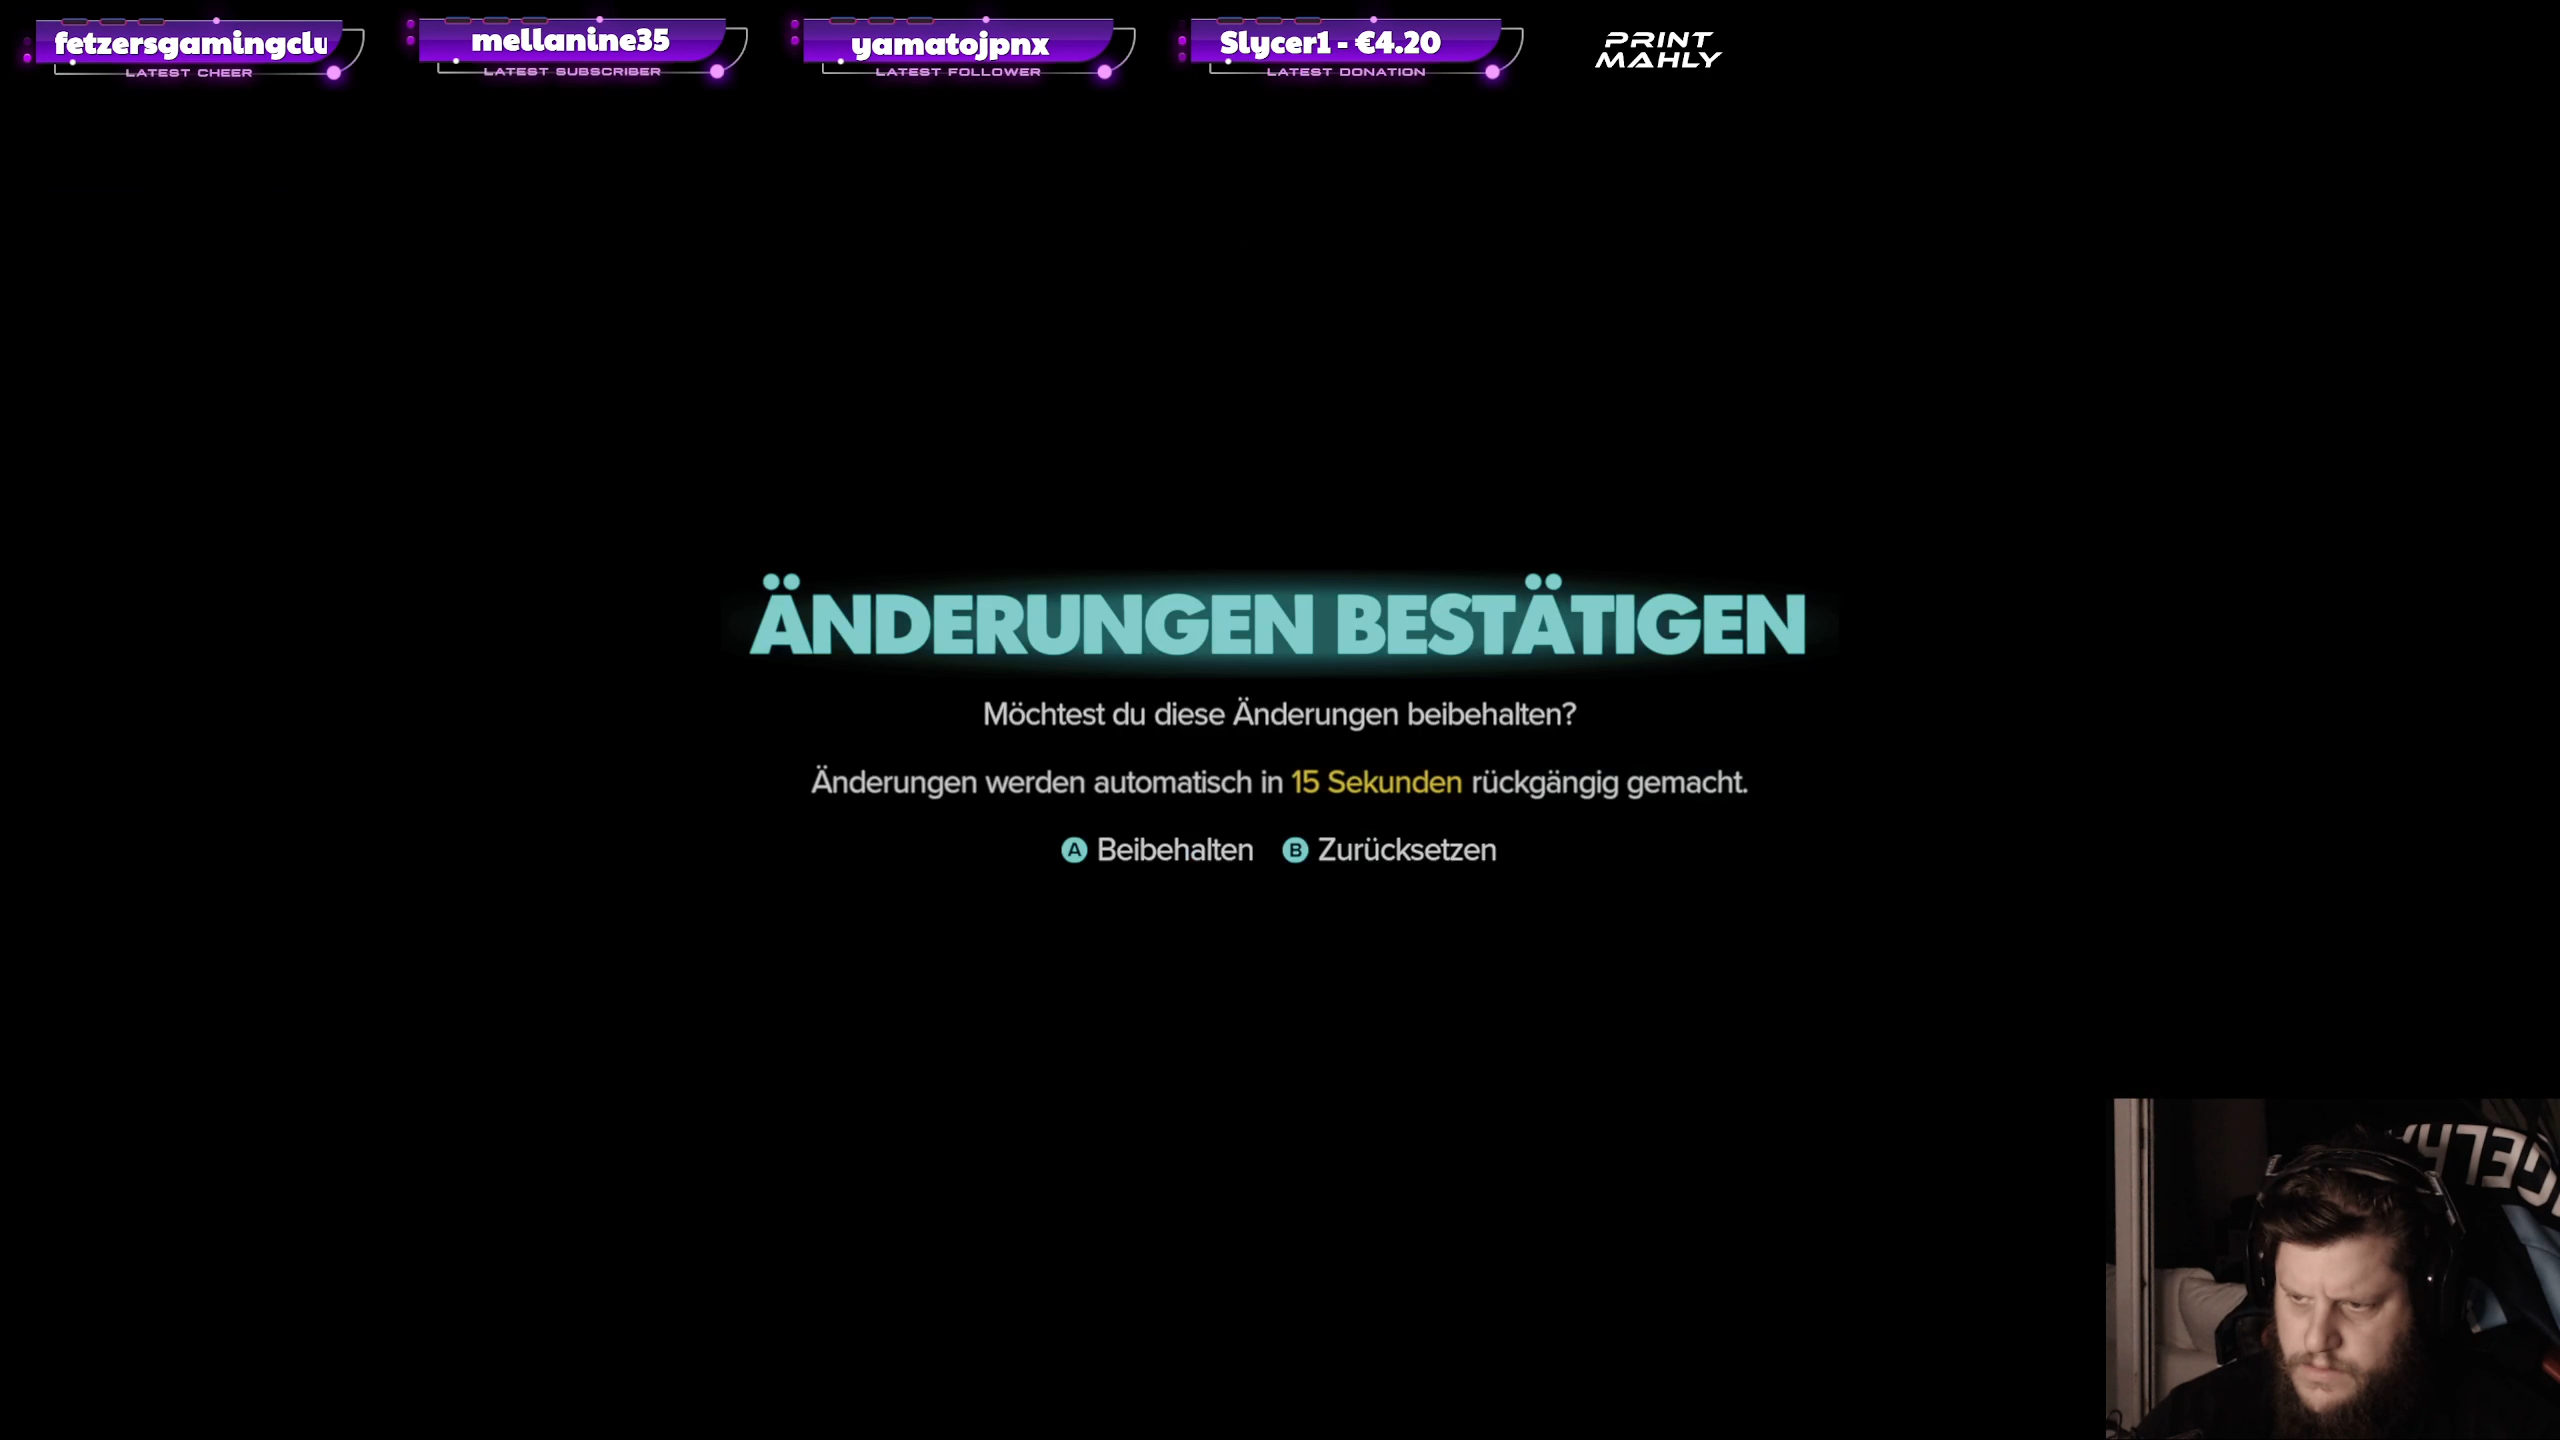 fetzersgamingclu
LATEST CHEER
mellanine35
LATEST SUBSCRIBER
yamatojpnx
LATEST FOLLOWER
Slycer1 - €4.20
LATEST DONATION
PRINT
MAHLY
ÄNDERUNGEN BESTÄTIGEN
Möchtest du diese Änderungen beibehalten?
Änderungen werden automatisch in 15 Sekunden rückgängig gemacht.
A Beibehalten B Zurücksetzen